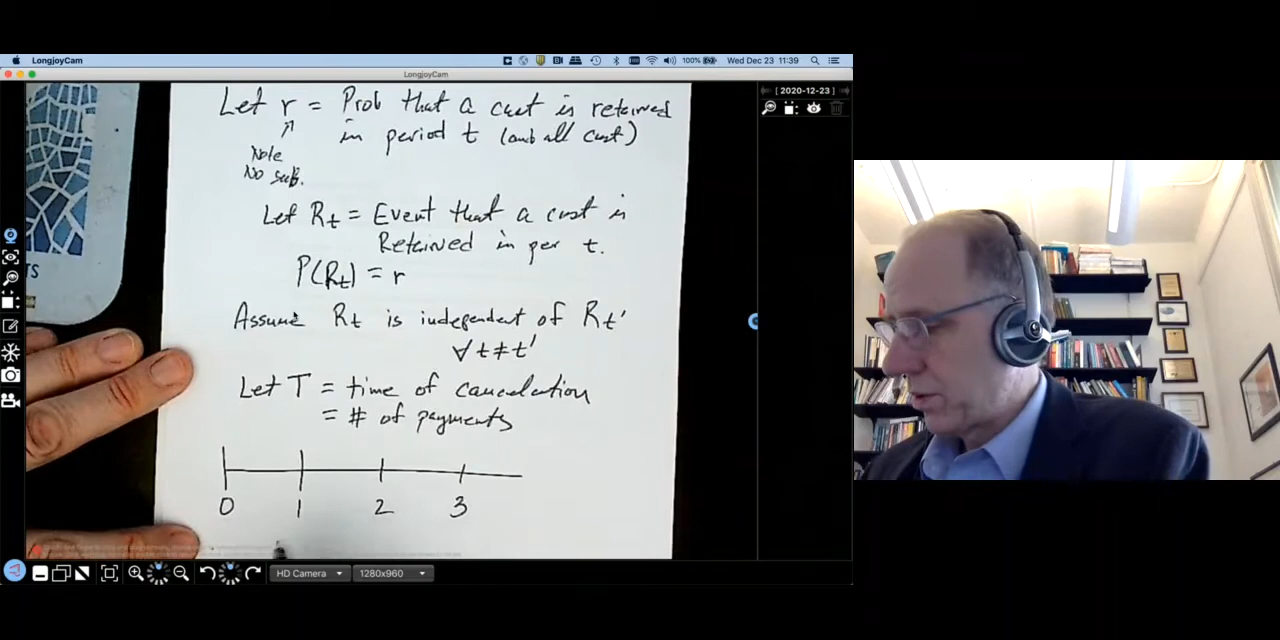 LongjoyCam
100%
Wed Dec 23 11:39
LongjoyCam
[ 2020-12-23 ]
Let r = Prob that a cust is retained
in period t (and all cust)
Note
No sub.
Let Rt = Event that a cust is
Retained in per t.
P(Rt) = r
Assume Rt is independent of Rt'
∀ t ≠ t'
Let T = time of cancelation
= # of payments
0 1 2 3
TS
HD Camera
1280x960